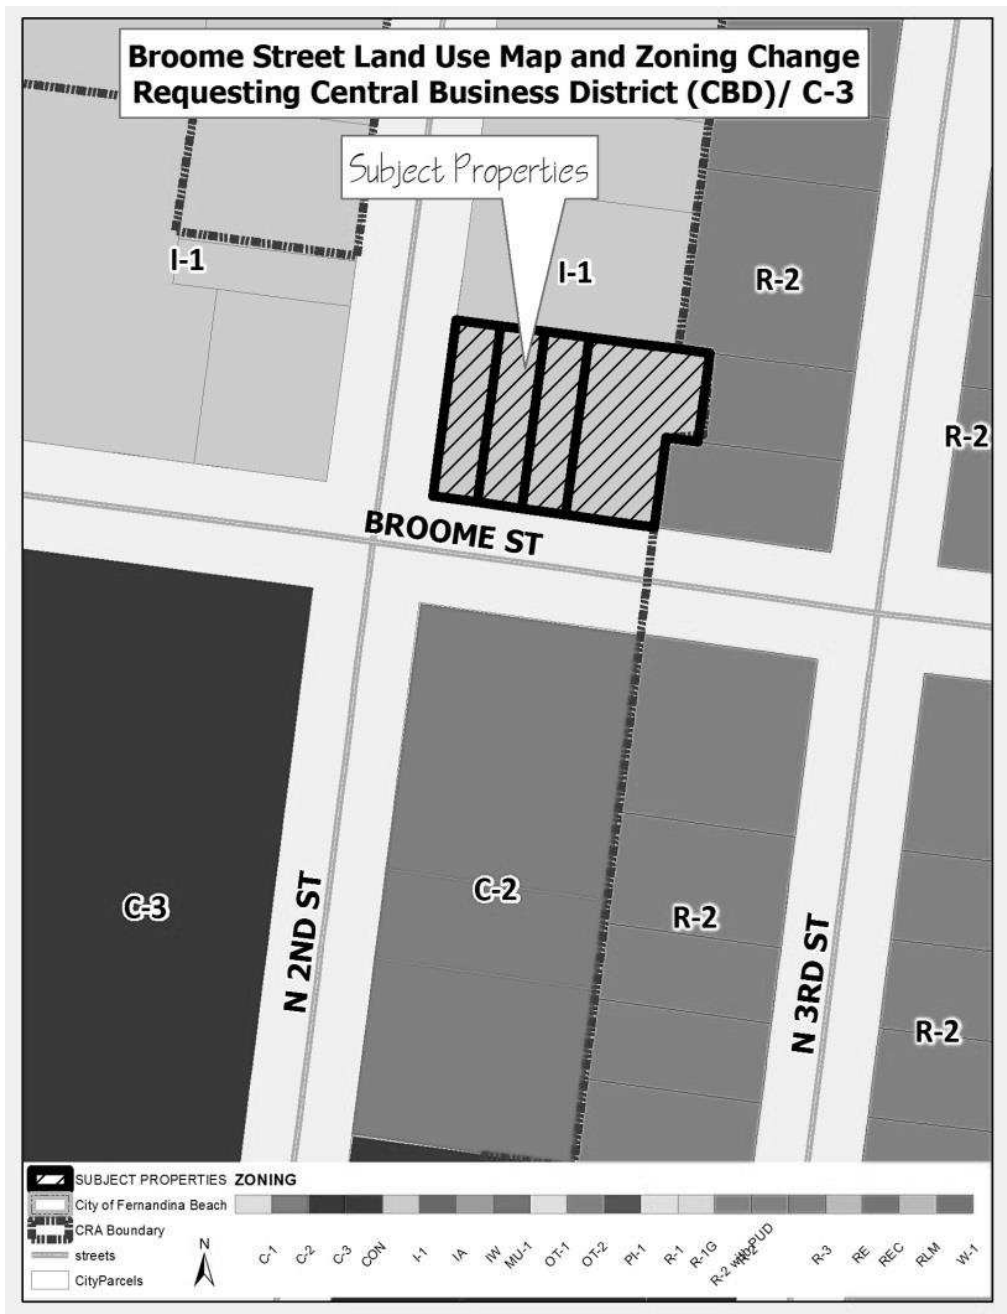 Broome Street Land Use Map and Zoning Change
Requesting Central Business District (CBD)/ C-3
Subject Properties
I-1
I-1
R-2
R-2
BROOME ST
C-3
N 2ND ST
C-2
R-2
N 3RD ST
R-2
SUBJECT PROPERTIES
City of Fernandina Beach
CRA Boundary
streets
CityParcels
N
ZONING
C-1
C-2
C-3
CON
I-1
IA
IW
MU-1
OT-1
OT-2
PI-1
R-1
R-1G
R-2
R-3
RE
REC
RLM
W-1